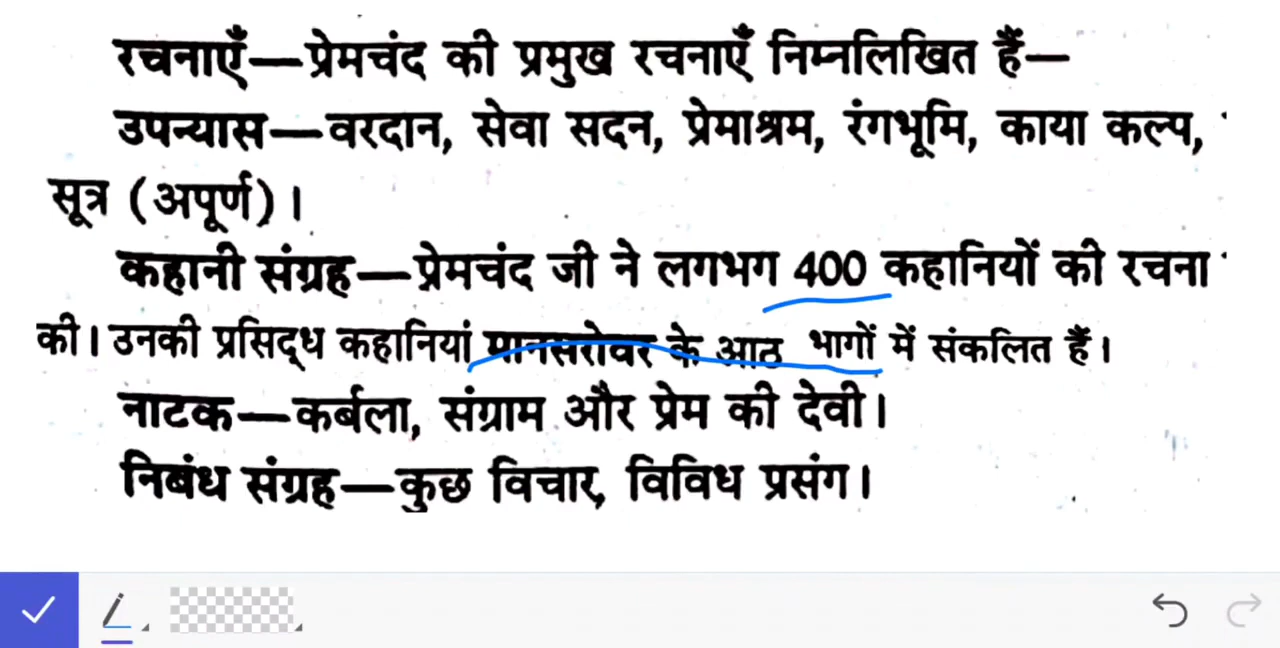 रचनाएँ—प्रेमचंद की प्रमुख रचनाएँ निम्नलिखित हैं—
उपन्यास—वरदान, सेवा सदन, प्रेमाश्रम, रंगभूमि, काया कल्प,
सूत्र (अपूर्ण)।
कहानी संग्रह—प्रेमचंद जी ने लगभग 400 कहानियों की रचना
की। उनकी प्रसिद्ध कहानियां मानसरोवर के आठ भागों में संकलित हैं।
नाटक—कर्बला, संग्राम और प्रेम की देवी।
निबंध संग्रह—कुछ विचार, विविध प्रसंग।